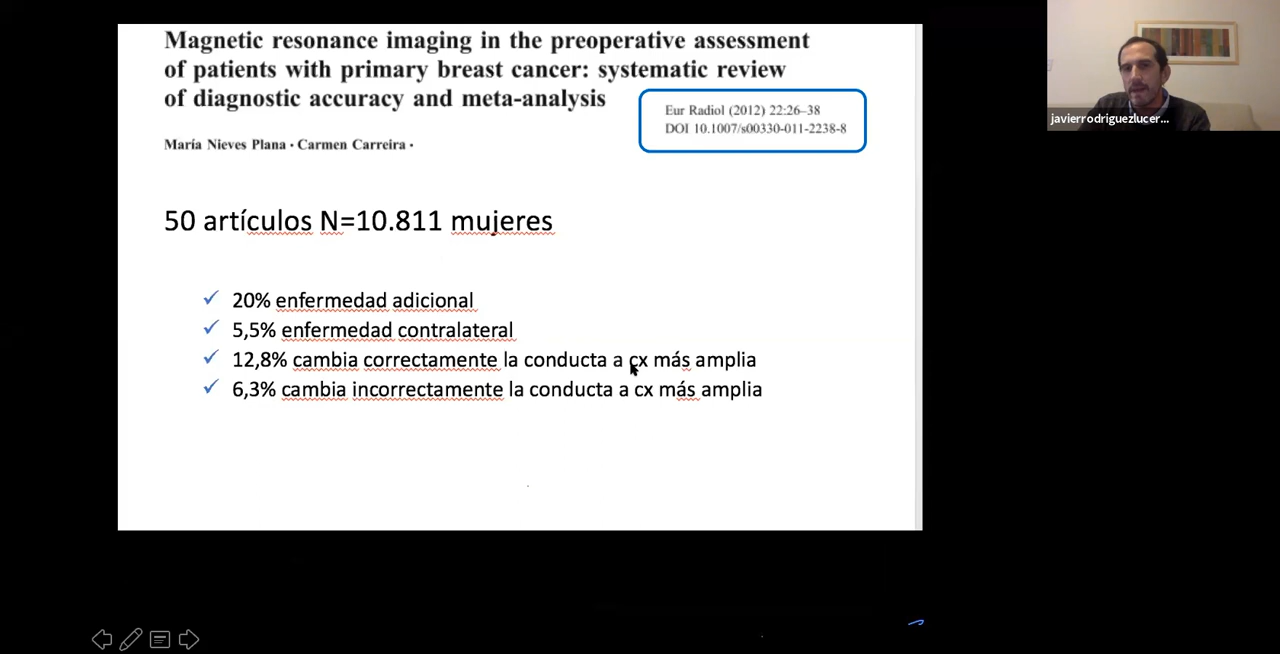 Magnetic resonance imaging in the preoperative assessment
of patients with primary breast cancer: systematic review
of diagnostic accuracy and meta-analysis
Eur Radiol (2012) 22:26–38
DOI 10.1007/s00330-011-2238-8
María Nieves Plana · Carmen Carreira ·
50 artículos N=10.811 mujeres
✓ 20% enfermedad adicional
✓ 5,5% enfermedad contralateral
✓ 12,8% cambia correctamente la conducta a cx más amplia
✓ 6,3% cambia incorrectamente la conducta a cx más amplia
javierrodriguezlucer...